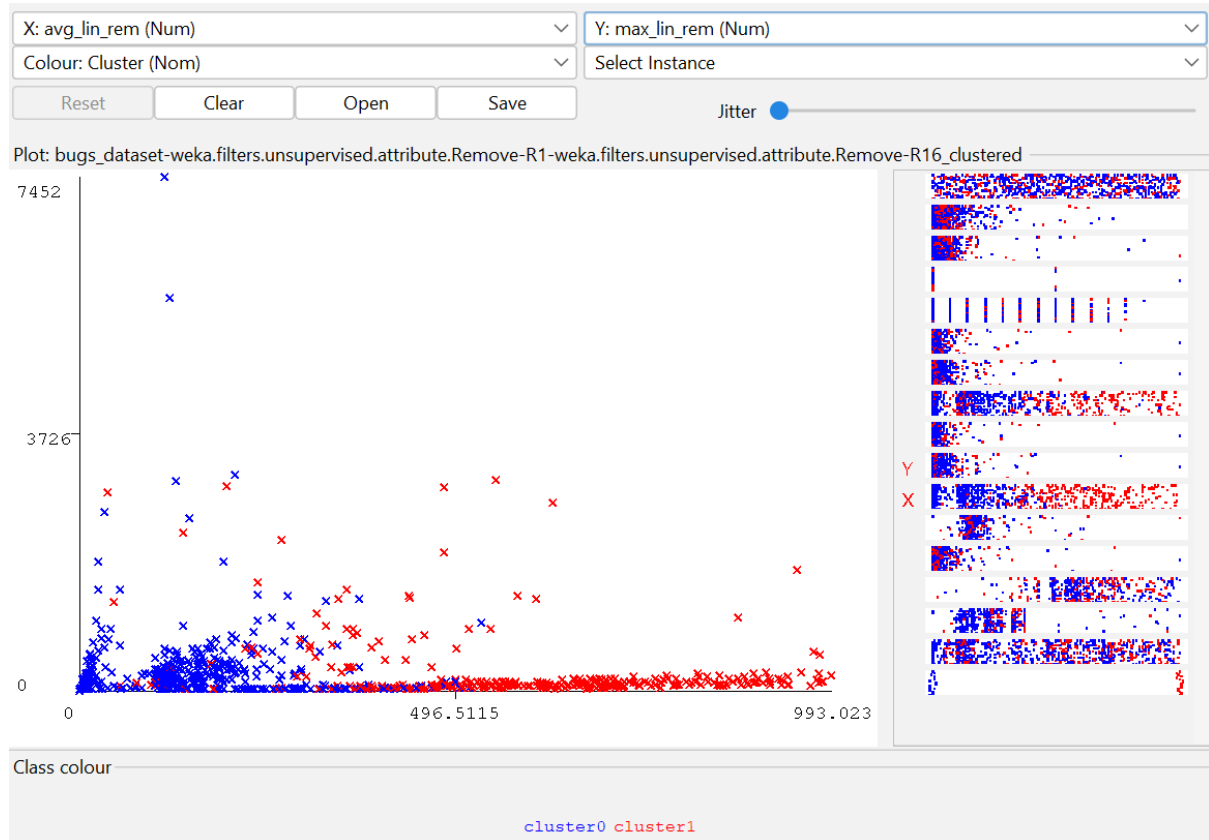 X: avg_lin_rem (Num) Y: max_lin_rem (Num)
Colour: Cluster (Nom) Select Instance
Reset Clear Open Save Jitter
Plot: bugs_dataset-weka.filters.unsupervised.attribute.Remove-R1-weka.filters.unsupervised.attribute.Remove-R16_clustered
7452
3726
Y
X
0
0 496.5115 993.023
Class colour
cluster0 cluster1